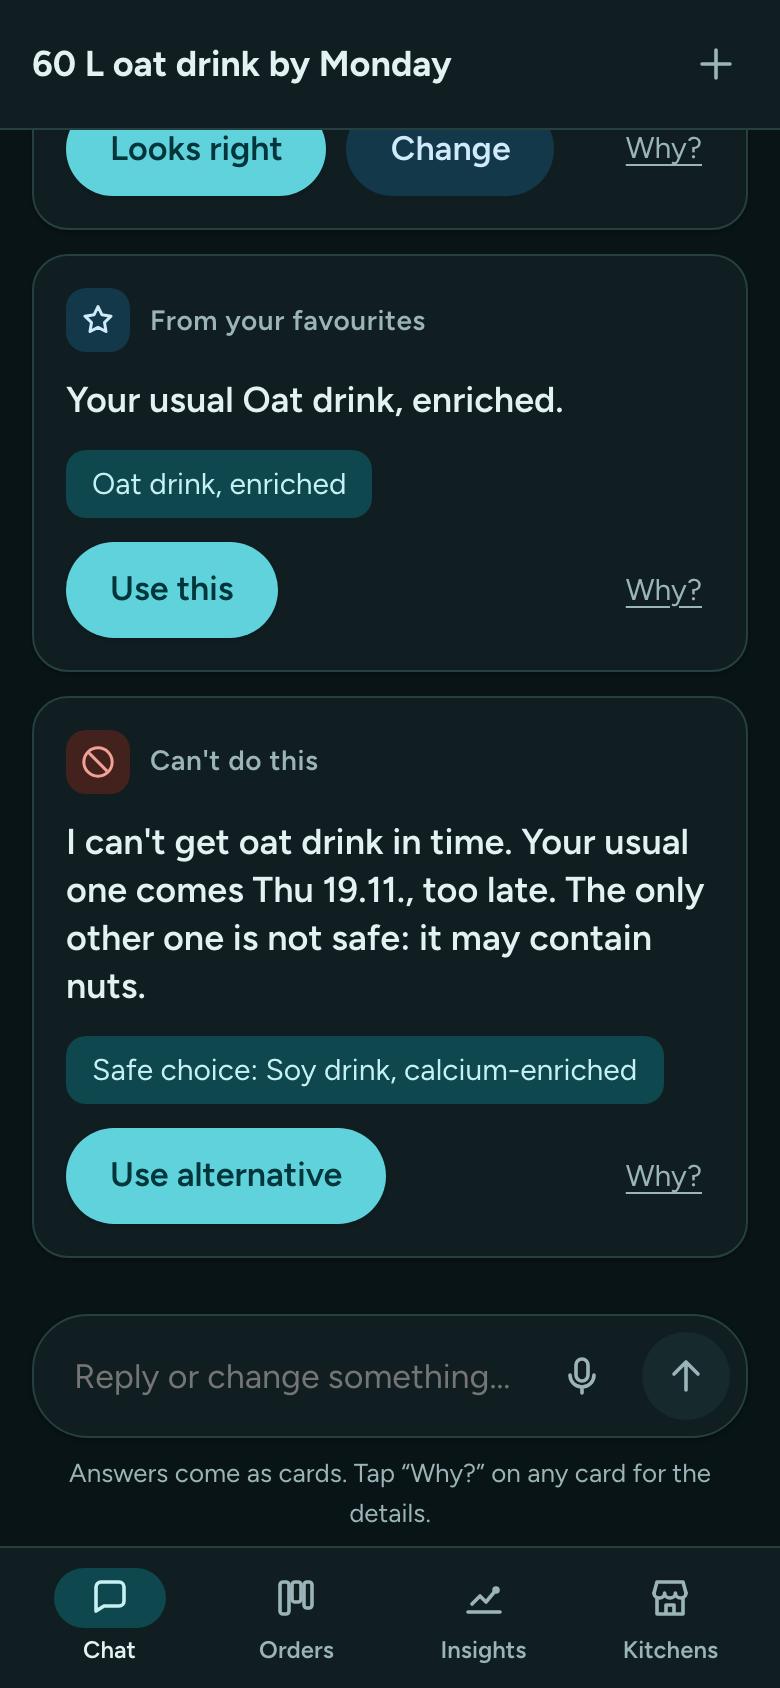 60 L oat drink by Monday
Looks right
Change
Why?
From your favourites
Your usual Oat drink, enriched.
Oat drink, enriched
Use this
Why?
Can't do this
I can't get oat drink in time. Your usual
one comes Thu 19.11., too late. The only
other one is not safe: it may contain
nuts.
Safe choice: Soy drink, calcium-enriched
Use alternative
Why?
Reply or change something...
Answers come as cards. Tap “Why?” on any card for the
details.
Chat
Orders
Insights
Kitchens